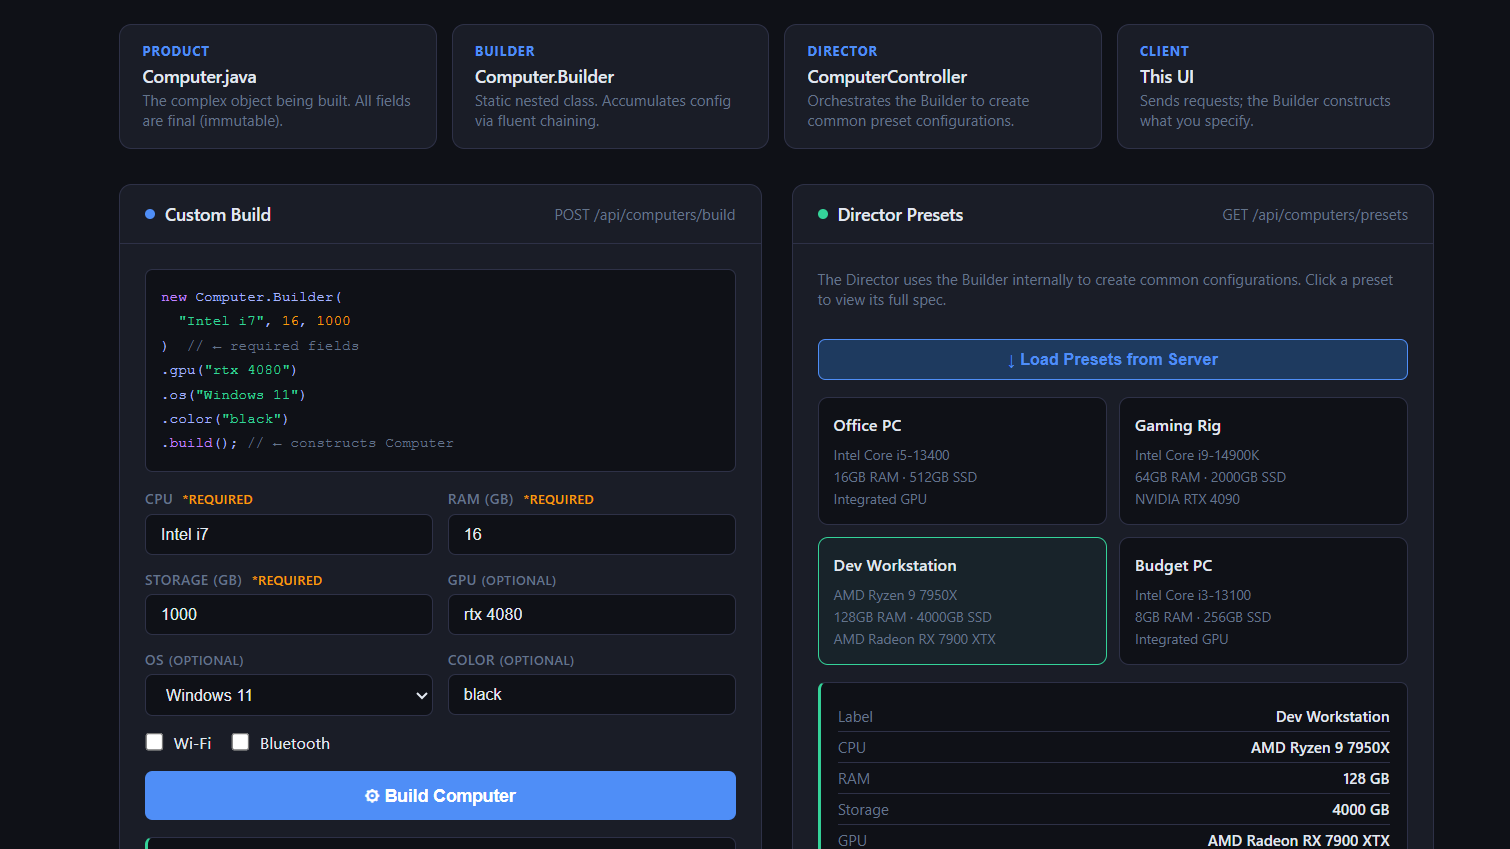 PRODUCT
Computer.java
The complex object being built. All fields
are final (immutable).
BUILDER
Computer.Builder
Static nested class. Accumulates config
via fluent chaining.
DIRECTOR
ComputerController
Orchestrates the Builder to create
common preset configurations.
CLIENT
This UI
Sends requests; the Builder constructs
what you specify.
Custom Build
POST /api/computers/build
new Computer.Builder(
"Intel i7", 16, 1000
) // ← required fields
.gpu("rtx 4080")
.os("Windows 11")
.color("black")
.build(); // ← constructs Computer
CPU *REQUIRED
RAM (GB) *REQUIRED
Intel i7
16
STORAGE (GB) *REQUIRED
GPU (OPTIONAL)
1000
rtx 4080
OS (OPTIONAL)
COLOR (OPTIONAL)
Windows 11
black
Wi-Fi
Bluetooth
⚙ Build Computer
Director Presets
GET /api/computers/presets
The Director uses the Builder internally to create common configurations. Click a preset
to view its full spec.
↓ Load Presets from Server
Office PC
Intel Core i5-13400
16GB RAM · 512GB SSD
Integrated GPU
Gaming Rig
Intel Core i9-14900K
64GB RAM · 2000GB SSD
NVIDIA RTX 4090
Dev Workstation
AMD Ryzen 9 7950X
128GB RAM · 4000GB SSD
AMD Radeon RX 7900 XTX
Budget PC
Intel Core i3-13100
8GB RAM · 256GB SSD
Integrated GPU
Label Dev Workstation
CPU AMD Ryzen 9 7950X
RAM 128 GB
Storage 4000 GB
GPU AMD Radeon RX 7900 XTX